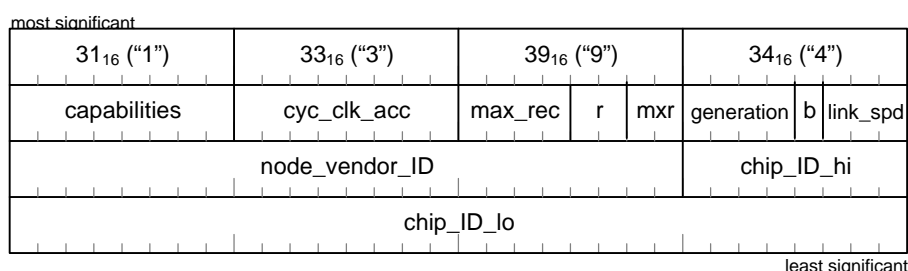 most significant
31₁₆ (“1”) 33₁₆ (“3”) 39₁₆ (“9”) 34₁₆ (“4”)
capabilities cyc_clk_acc max_rec r mxr generation b link_spd
node_vendor_ID chip_ID_hi
chip_ID_lo
least significant